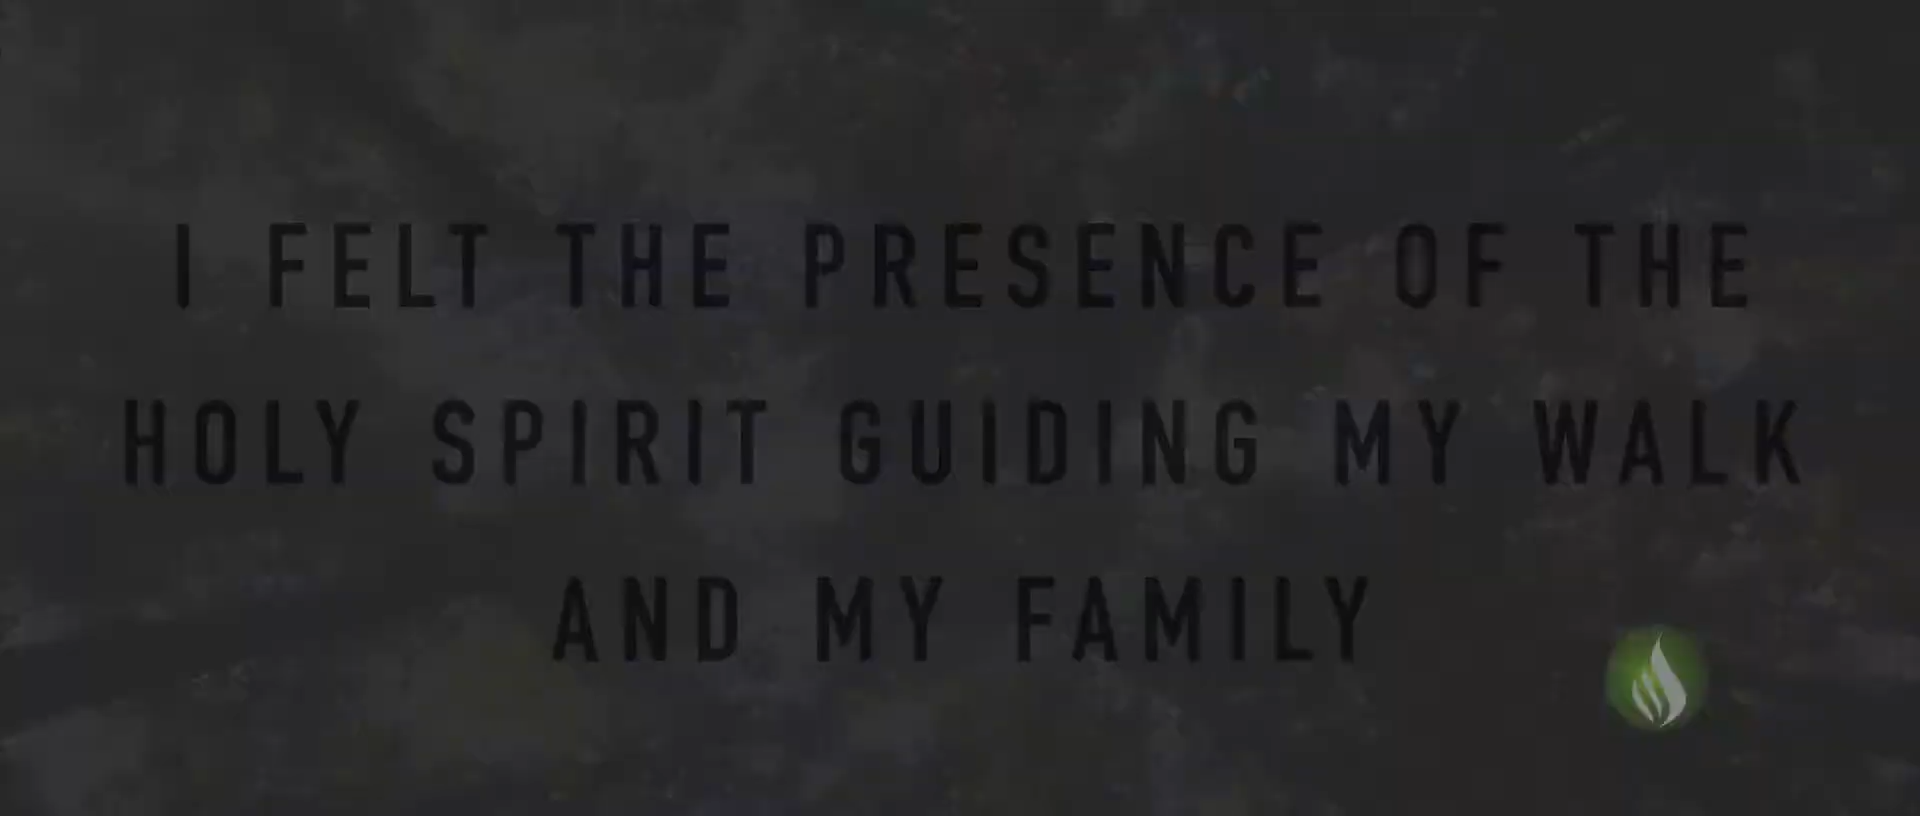 I FELT THE PRESENCE OF THE
HOLY SPIRIT GUIDING MY WALK
AND MY FAMILY